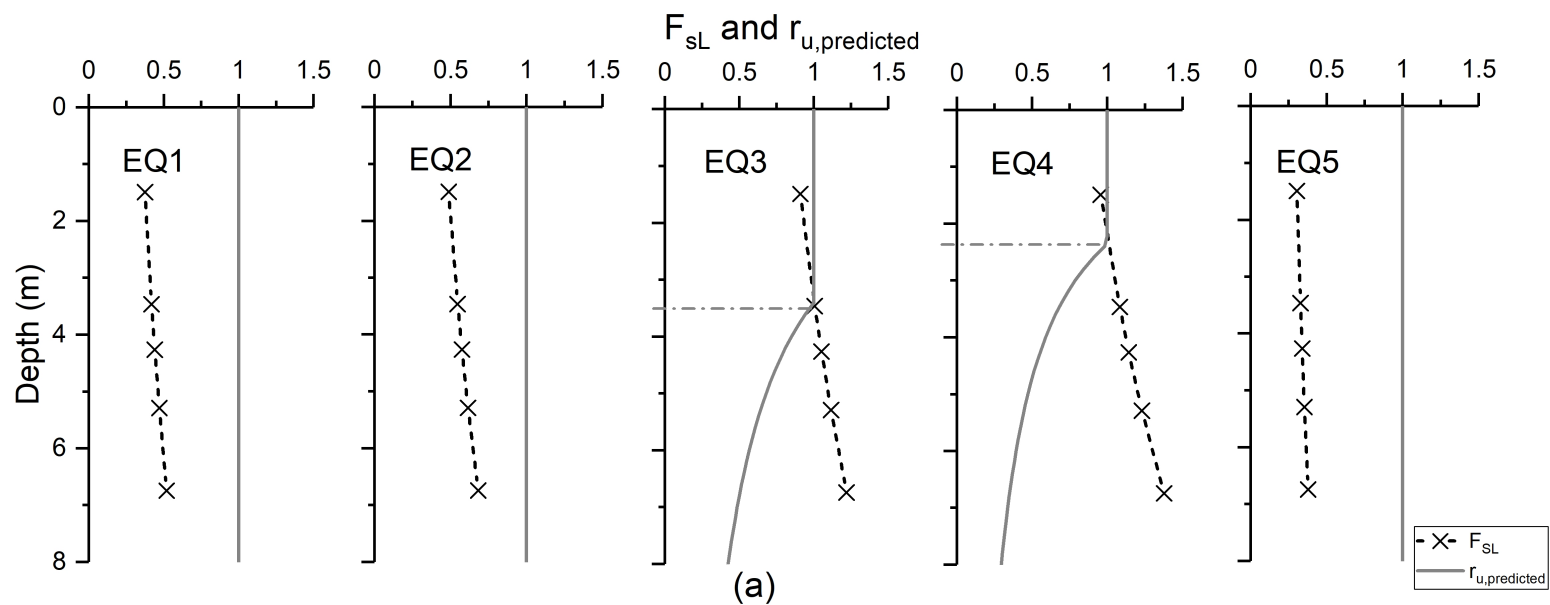 F_sL and r_u,predicted
0 0.5 1 1.5 0 0.5 1 1.5 0 0.5 1 1.5 0 0.5 1 1.5 0 0.5 1 1.5
0
EQ1 EQ2 EQ3 EQ4 EQ5
2
Depth (m)
4
6
8
F_SL
r_u,predicted
(a)